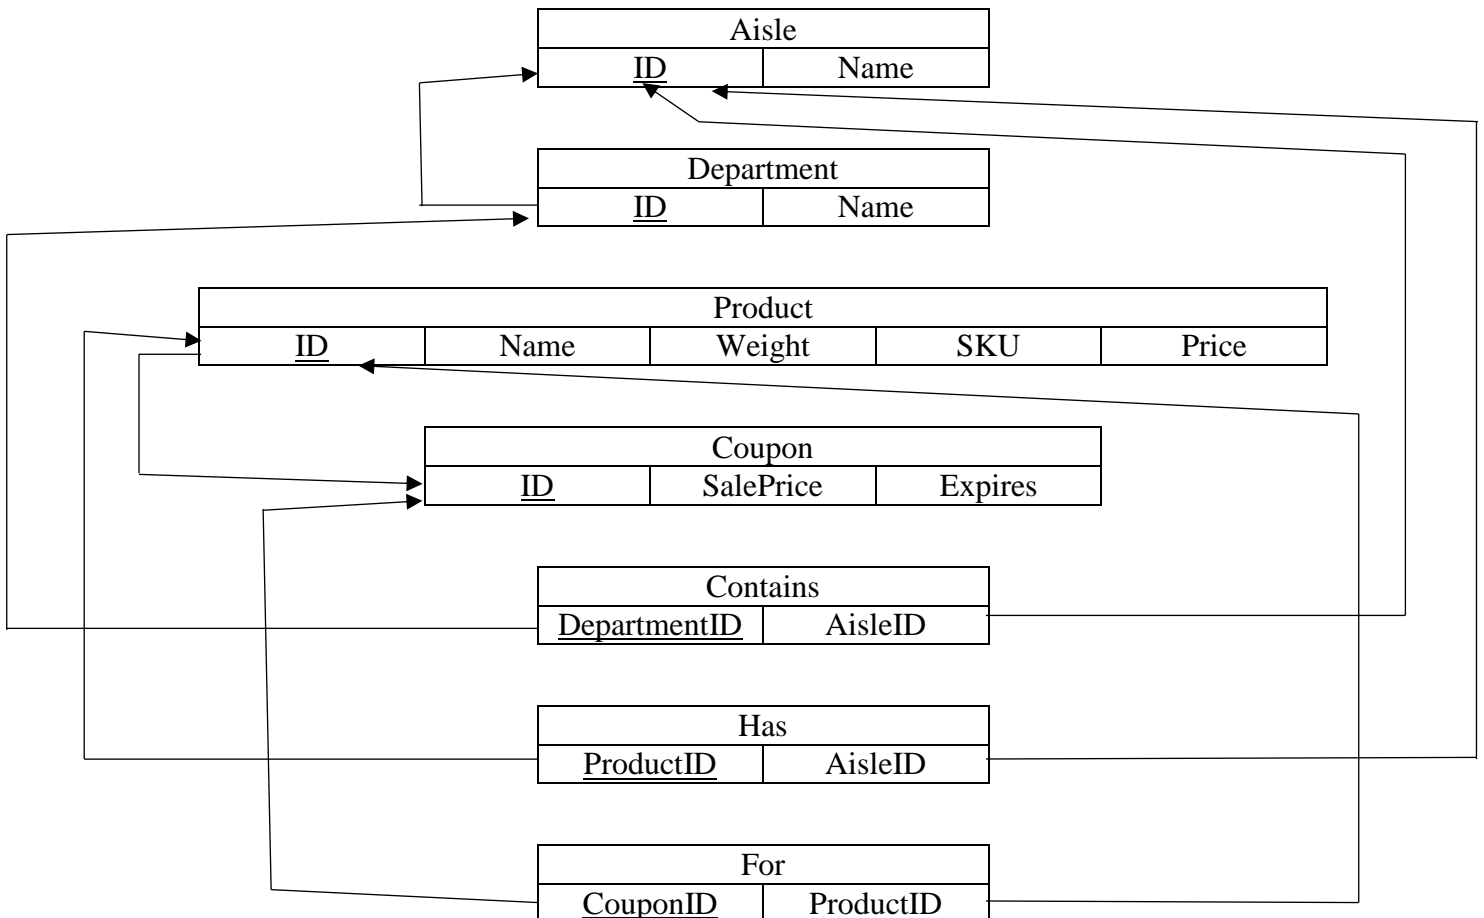 Aisle
ID Name
Department
ID Name
Product
ID Name Weight SKU Price
Coupon
ID SalePrice Expires
Contains
DepartmentID AisleID
Has
ProductID AisleID
For
CouponID ProductID